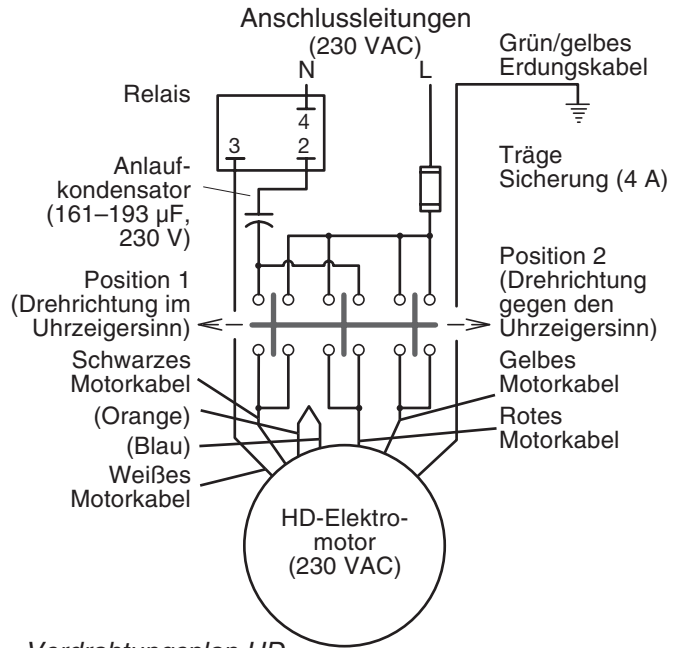 Anschlussleitungen
(230 VAC)
N
L
Grün/gelbes
Erdungskabel
Relais
4
3
2
Anlauf-
kondensator
(161–193 µF,
230 V)
Träge
Sicherung (4 A)
Position 1
(Drehrichtung im
Uhrzeigersinn)
Position 2
(Drehrichtung
gegen den
Uhrzeigersinn)
Schwarzes
Motorkabel
(Orange)
(Blau)
Weißes
Motorkabel
Gelbes
Motorkabel
Rotes
Motorkabel
HD-Elektro-
motor
(230 VAC)
Verdrahtungsplan HD-